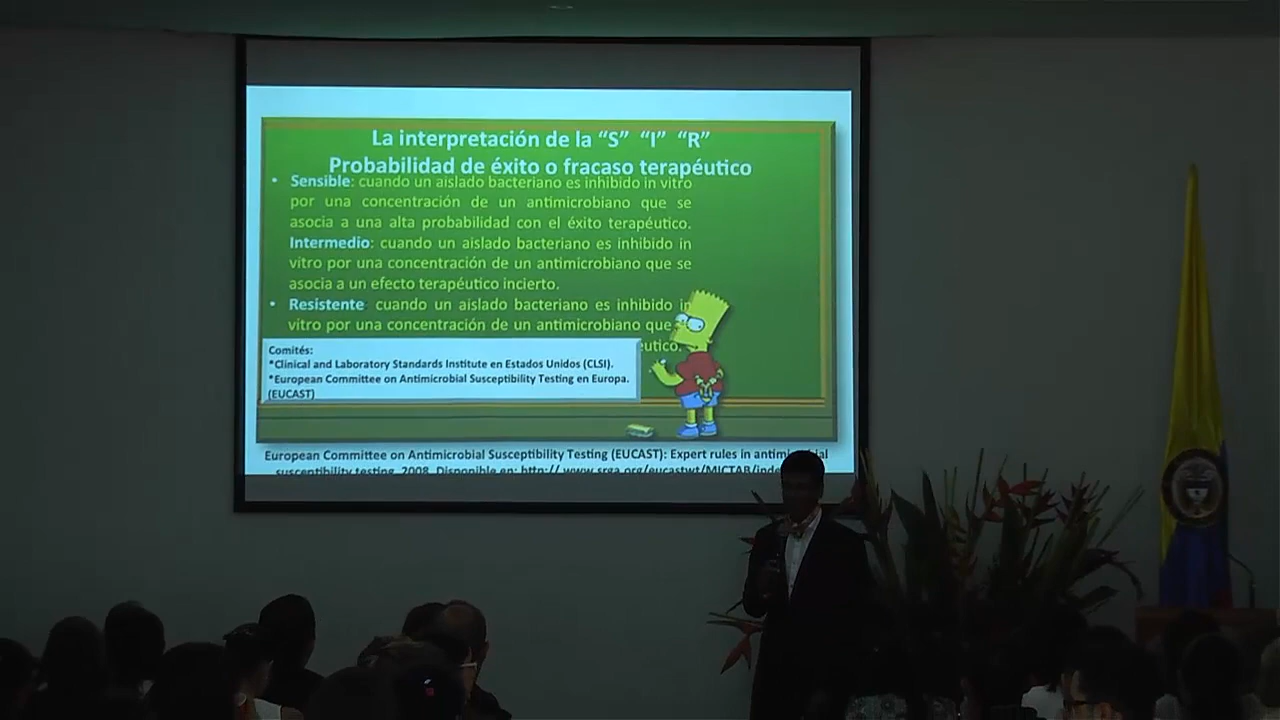 La interpretación de la “S” “I” “R”
Probabilidad de éxito o fracaso terapéutico
• Sensible: cuando un aislado bacteriano es inhibido in vitro
por una concentración de un antimicrobiano que se
asocia a una alta probabilidad con el éxito terapéutico.
Intermedio: cuando un aislado bacteriano es inhibido in
vitro por una concentración de un antimicrobiano que se
asocia a un efecto terapéutico incierto.
• Resistente: cuando un aislado bacteriano es inhibido in
vitro por una concentración de un antimicrobiano que
éutico.
Comités:
*Clinical and Laboratory Standards Institute en Estados Unidos (CLSI).
*European Committee on Antimicrobial Susceptibility Testing en Europa.
(EUCAST)
European Committee on Antimicrobial Susceptibility Testing (EUCAST): Expert rules in antimicrobial
susceptibility testing, 2008. Disponible en: http:// www.srga.org/eucastwt/MICTAB/inde